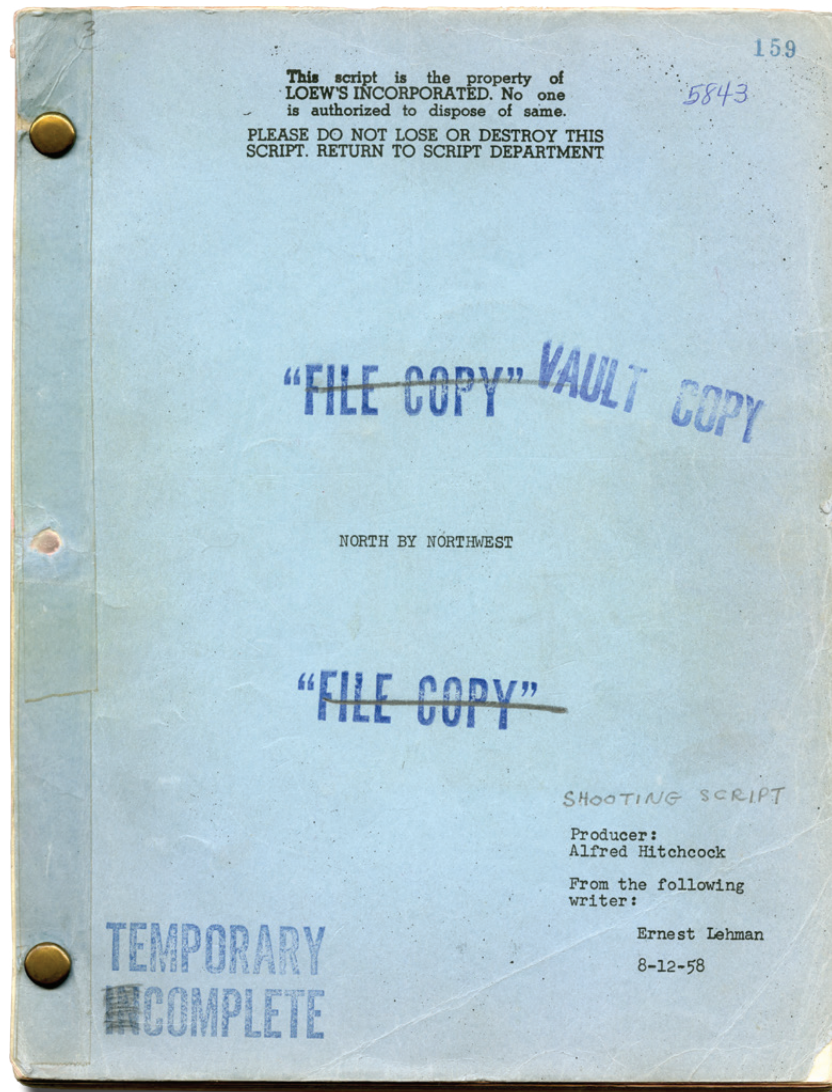 3
159
This script is the property of
LOEW'S INCORPORATED. No one
is authorized to dispose of same.
5843
PLEASE DO NOT LOSE OR DESTROY THIS
SCRIPT. RETURN TO SCRIPT DEPARTMENT
"FILE COPY" VAULT COPY
NORTH BY NORTHWEST
"FILE COPY"
SHOOTING SCRIPT
Producer:
Alfred Hitchcock
From the following
writer:
Ernest Lehman
8-12-58
TEMPORARY
COMPLETE